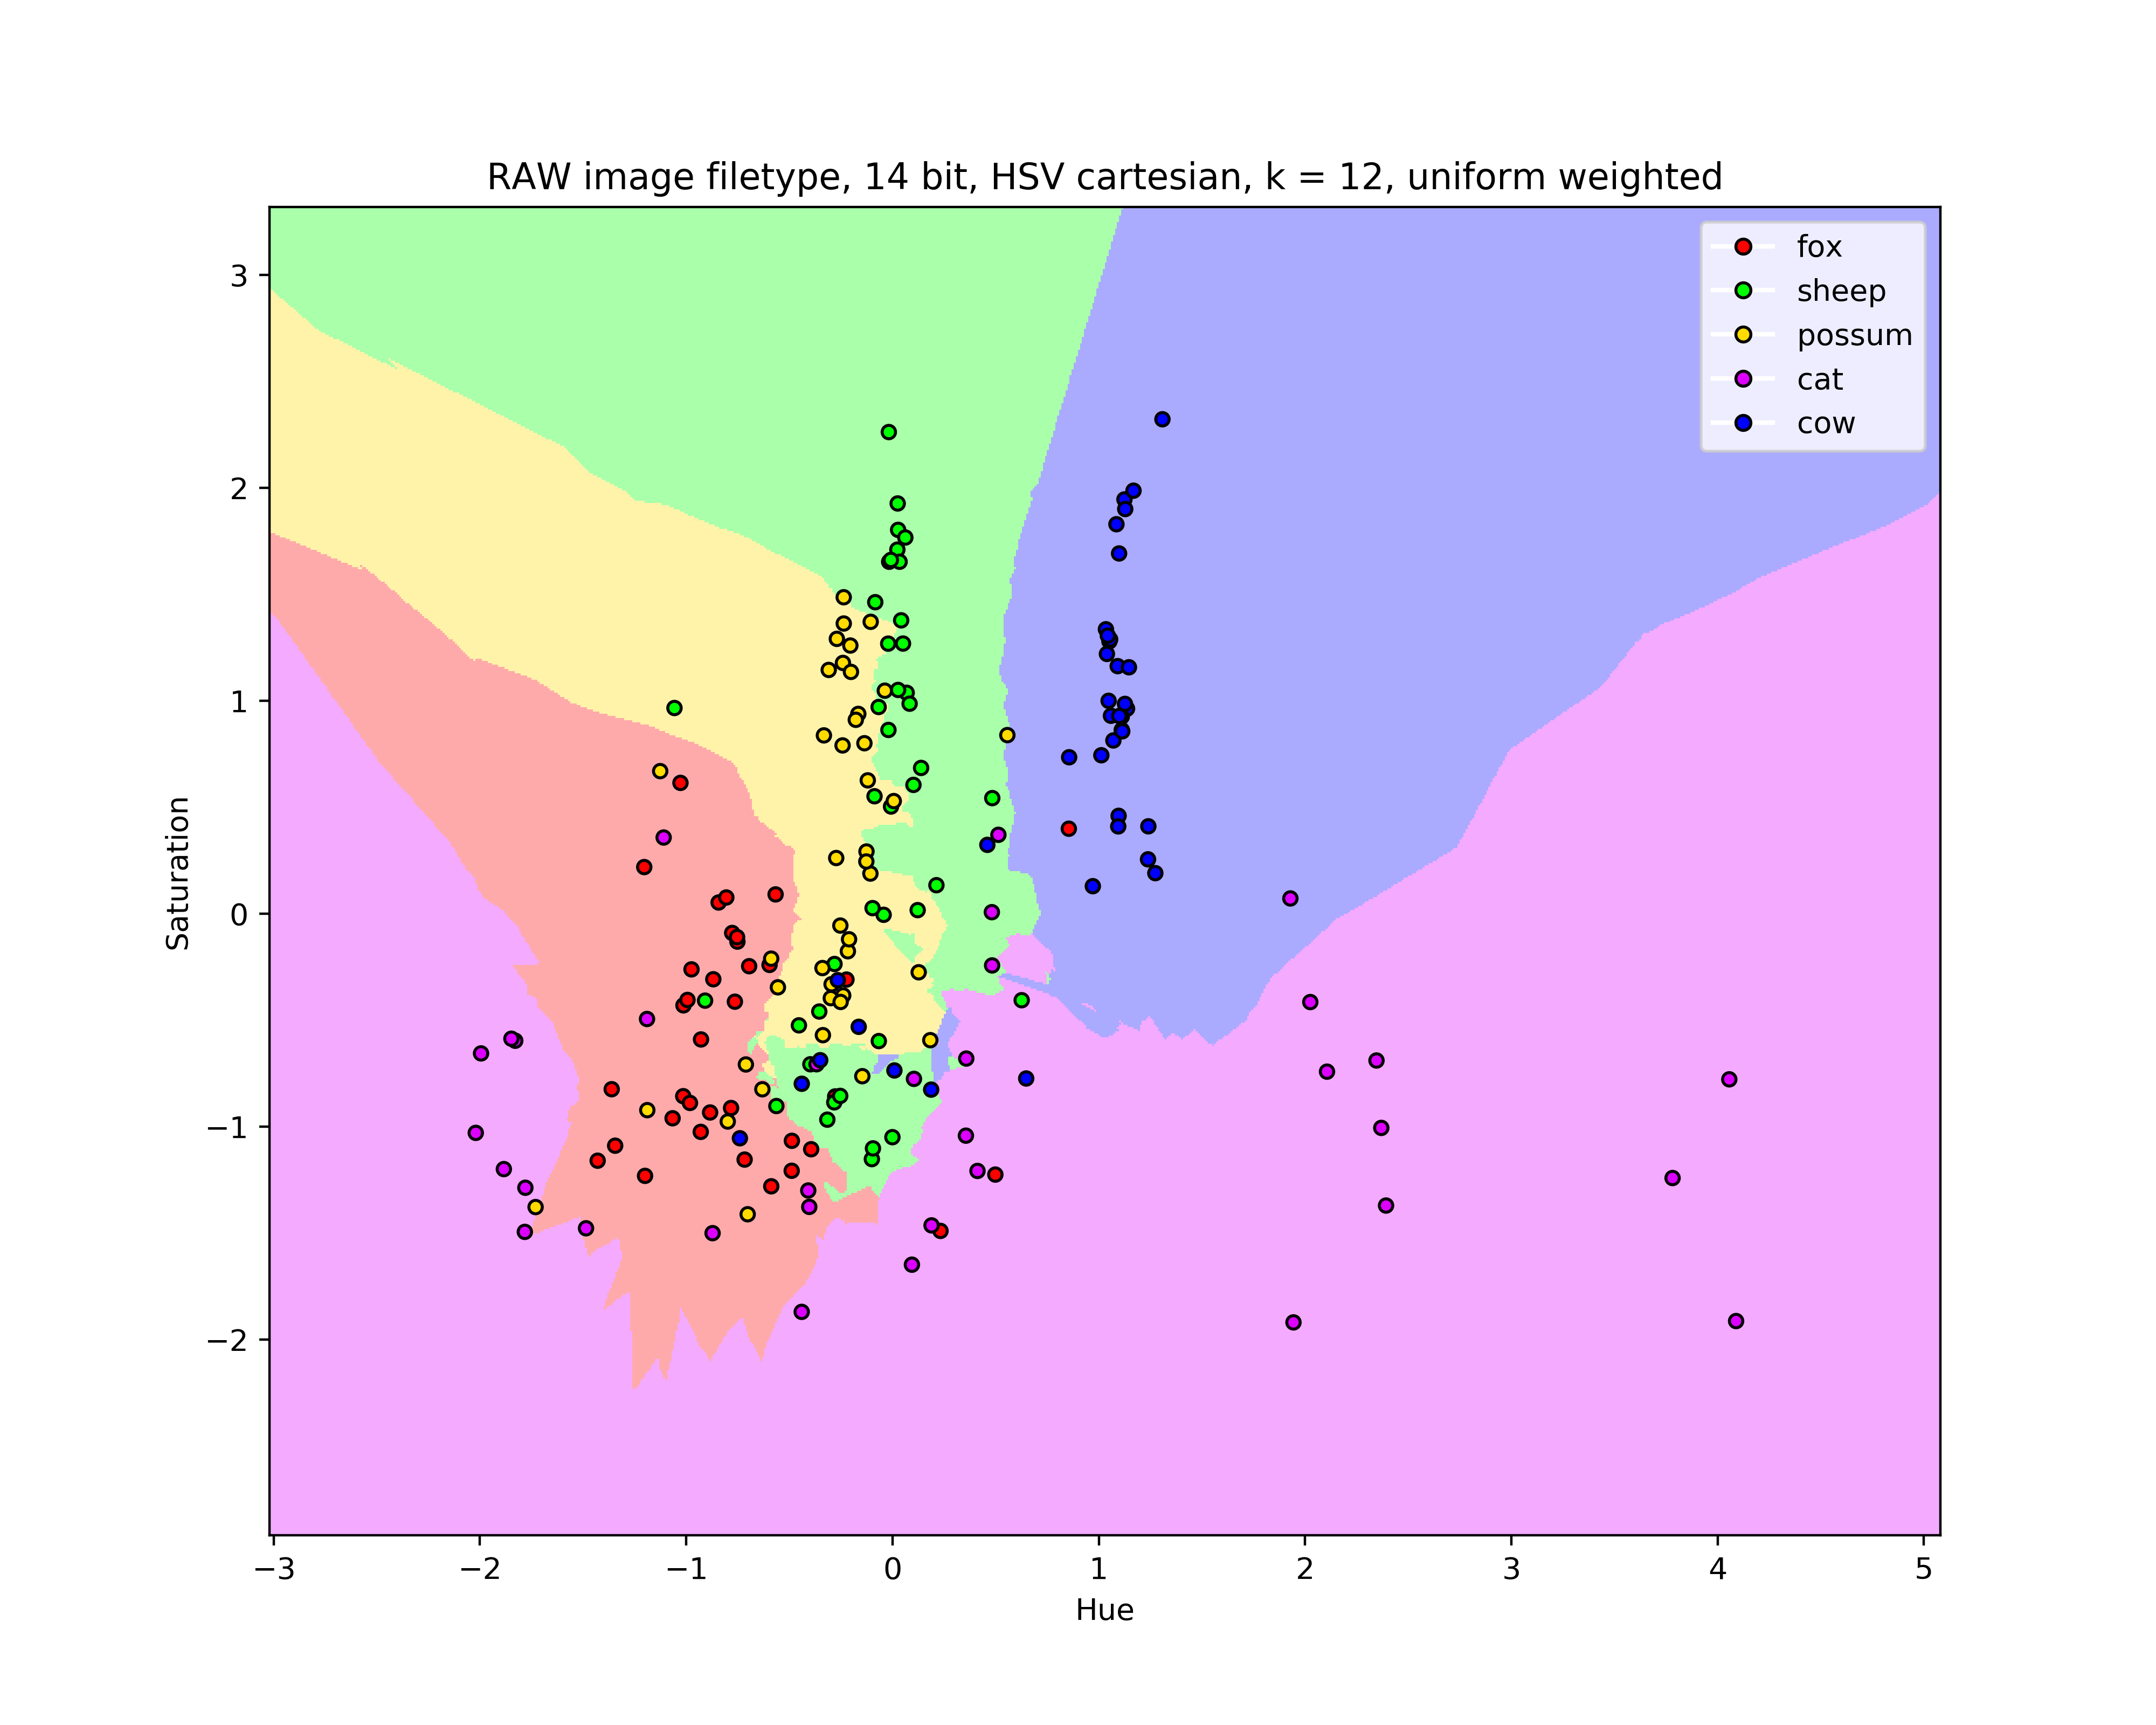 RAW image filetype, 14 bit, HSV cartesian, k = 12, uniform weighted
fox
sheep
possum
cat
cow
3
2
1
0
−1
−2
Saturation
−3 −2 −1 0 1 2 3 4 5
Hue